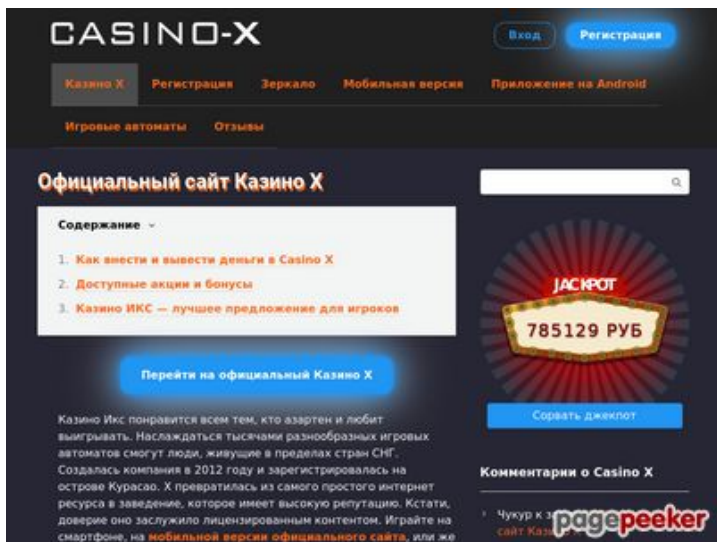 CASINO-X
Вход
Регистрация
Казино X
Регистрация
Зеркало
Мобильная версия
Приложение на Android
Игровые автоматы
Отзывы
Официальный сайт Казино X
Содержание
1. Как внести и вывести деньги в Casino X
2. Доступные акции и бонусы
3. Казино ИКС — лучшее предложение для игроков
Перейти на официальный Казино X
Казино Икс понравится всем тем, кто азартен и любит
выигрывать. Наслаждаться тысячами разнообразных игровых
автоматов смогут люди, живущие в пределах стран СНГ.
Создалась компания в 2012 году и зарегистрировалась на
острове Курасао. X превратилась из самого простого интернет
ресурса в заведение, которое имеет высокую репутацию. Кстати,
доверие оно заслужило лицензированным контентом. Играйте на
смартфоне, на мобильной версии официального сайта, или же
JACKPOT
785129 РУБ
Сорвать джекпот
Комментарии о Casino X
Чукур к
сайт
pagepeeker